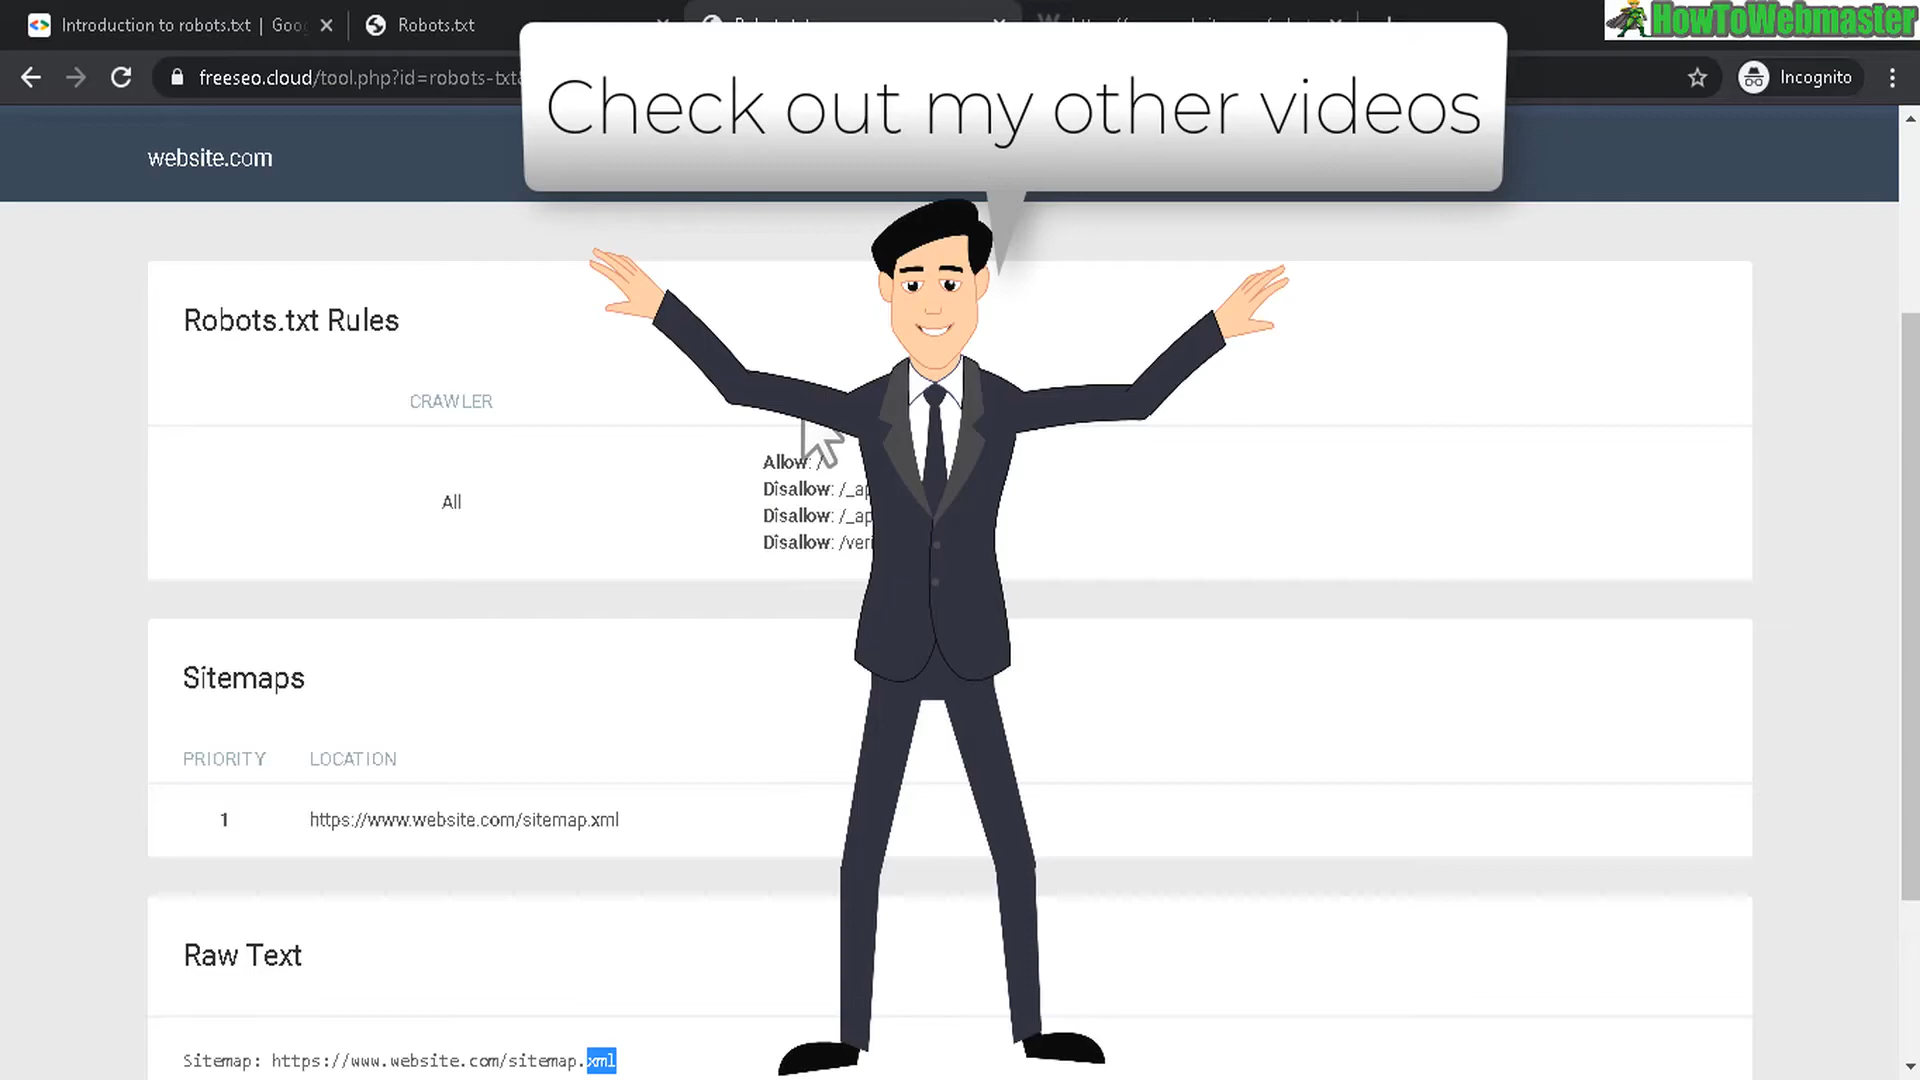 Introduction to robots.txt | Goo
Robots.txt
HowToWebmaster
freeseo.cloud/tool.php?id=robots-txt
Incognito
Check out my other videos
website.com
Robots.txt Rules
CRAWLER
All
Allow: /
Disallow: /_ap
Disallow: /_ap
Disallow: /veri
Sitemaps
PRIORITY LOCATION
1 https://www.website.com/sitemap.xml
Raw Text
Sitemap: https://www.website.com/sitemap.xml